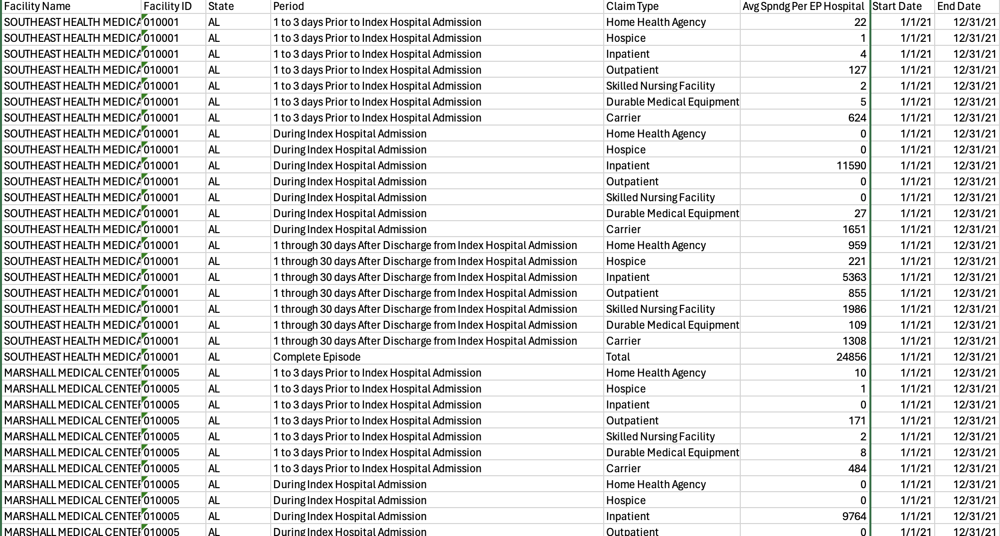 Facility Name Facility ID State Period Claim Type Avg Spndg Per EP Hospital Start Date End Date
SOUTHEAST HEALTH MEDICA 010001 AL 1 to 3 days Prior to Index Hospital Admission Home Health Agency 22 1/1/21 12/31/21
SOUTHEAST HEALTH MEDICA 010001 AL 1 to 3 days Prior to Index Hospital Admission Hospice 1 1/1/21 12/31/21
SOUTHEAST HEALTH MEDICA 010001 AL 1 to 3 days Prior to Index Hospital Admission Inpatient 4 1/1/21 12/31/21
SOUTHEAST HEALTH MEDICA 010001 AL 1 to 3 days Prior to Index Hospital Admission Outpatient 127 1/1/21 12/31/21
SOUTHEAST HEALTH MEDICA 010001 AL 1 to 3 days Prior to Index Hospital Admission Skilled Nursing Facility 2 1/1/21 12/31/21
SOUTHEAST HEALTH MEDICA 010001 AL 1 to 3 days Prior to Index Hospital Admission Durable Medical Equipment 5 1/1/21 12/31/21
SOUTHEAST HEALTH MEDICA 010001 AL 1 to 3 days Prior to Index Hospital Admission Carrier 624 1/1/21 12/31/21
SOUTHEAST HEALTH MEDICA 010001 AL During Index Hospital Admission Home Health Agency 0 1/1/21 12/31/21
SOUTHEAST HEALTH MEDICA 010001 AL During Index Hospital Admission Hospice 0 1/1/21 12/31/21
SOUTHEAST HEALTH MEDICA 010001 AL During Index Hospital Admission Inpatient 11590 1/1/21 12/31/21
SOUTHEAST HEALTH MEDICA 010001 AL During Index Hospital Admission Outpatient 0 1/1/21 12/31/21
SOUTHEAST HEALTH MEDICA 010001 AL During Index Hospital Admission Skilled Nursing Facility 0 1/1/21 12/31/21
SOUTHEAST HEALTH MEDICA 010001 AL During Index Hospital Admission Durable Medical Equipment 27 1/1/21 12/31/21
SOUTHEAST HEALTH MEDICA 010001 AL During Index Hospital Admission Carrier 1651 1/1/21 12/31/21
SOUTHEAST HEALTH MEDICA 010001 AL 1 through 30 days After Discharge from Index Hospital Admission Home Health Agency 959 1/1/21 12/31/21
SOUTHEAST HEALTH MEDICA 010001 AL 1 through 30 days After Discharge from Index Hospital Admission Hospice 221 1/1/21 12/31/21
SOUTHEAST HEALTH MEDICA 010001 AL 1 through 30 days After Discharge from Index Hospital Admission Inpatient 5363 1/1/21 12/31/21
SOUTHEAST HEALTH MEDICA 010001 AL 1 through 30 days After Discharge from Index Hospital Admission Outpatient 855 1/1/21 12/31/21
SOUTHEAST HEALTH MEDICA 010001 AL 1 through 30 days After Discharge from Index Hospital Admission Skilled Nursing Facility 1986 1/1/21 12/31/21
SOUTHEAST HEALTH MEDICA 010001 AL 1 through 30 days After Discharge from Index Hospital Admission Durable Medical Equipment 109 1/1/21 12/31/21
SOUTHEAST HEALTH MEDICA 010001 AL 1 through 30 days After Discharge from Index Hospital Admission Carrier 1308 1/1/21 12/31/21
SOUTHEAST HEALTH MEDICA 010001 AL Complete Episode Total 24856 1/1/21 12/31/21
MARSHALL MEDICAL CENTER 010005 AL 1 to 3 days Prior to Index Hospital Admission Home Health Agency 10 1/1/21 12/31/21
MARSHALL MEDICAL CENTER 010005 AL 1 to 3 days Prior to Index Hospital Admission Hospice 1 1/1/21 12/31/21
MARSHALL MEDICAL CENTER 010005 AL 1 to 3 days Prior to Index Hospital Admission Inpatient 0 1/1/21 12/31/21
MARSHALL MEDICAL CENTER 010005 AL 1 to 3 days Prior to Index Hospital Admission Outpatient 171 1/1/21 12/31/21
MARSHALL MEDICAL CENTER 010005 AL 1 to 3 days Prior to Index Hospital Admission Skilled Nursing Facility 2 1/1/21 12/31/21
MARSHALL MEDICAL CENTER 010005 AL 1 to 3 days Prior to Index Hospital Admission Durable Medical Equipment 8 1/1/21 12/31/21
MARSHALL MEDICAL CENTER 010005 AL 1 to 3 days Prior to Index Hospital Admission Carrier 484 1/1/21 12/31/21
MARSHALL MEDICAL CENTER 010005 AL During Index Hospital Admission Home Health Agency 0 1/1/21 12/31/21
MARSHALL MEDICAL CENTER 010005 AL During Index Hospital Admission Hospice 0 1/1/21 12/31/21
MARSHALL MEDICAL CENTER 010005 AL During Index Hospital Admission Inpatient 9764 1/1/21 12/31/21
MARSHALL MEDICAL CENTER 010005 AL During Index Hospital Admission Outpatient 0 1/1/21 12/31/21